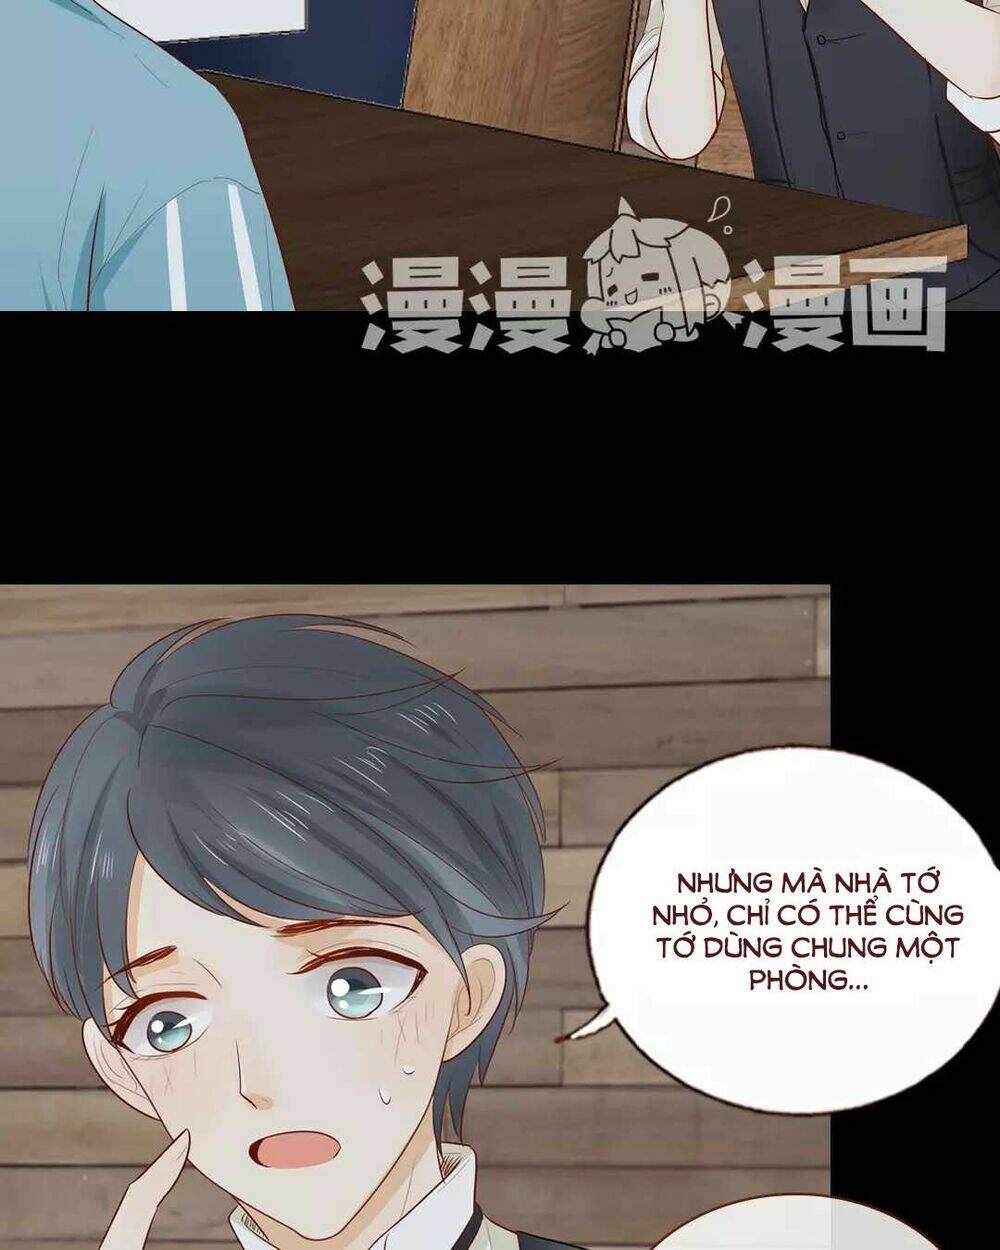 漫漫漫画
NHƯNG MÀ NHÀ TỚ
NHỎ, CHỈ CÓ THỂ CÙNG
TỚ DÙNG CHUNG MỘT
PHÒNG...